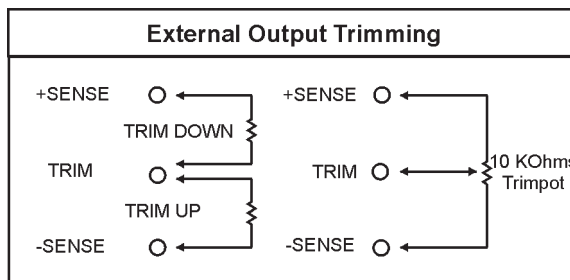 External Output Trimming
+SENSE
TRIM DOWN
TRIM
TRIM UP
-SENSE
+SENSE
TRIM
10 KOhms
Trimpot
-SENSE